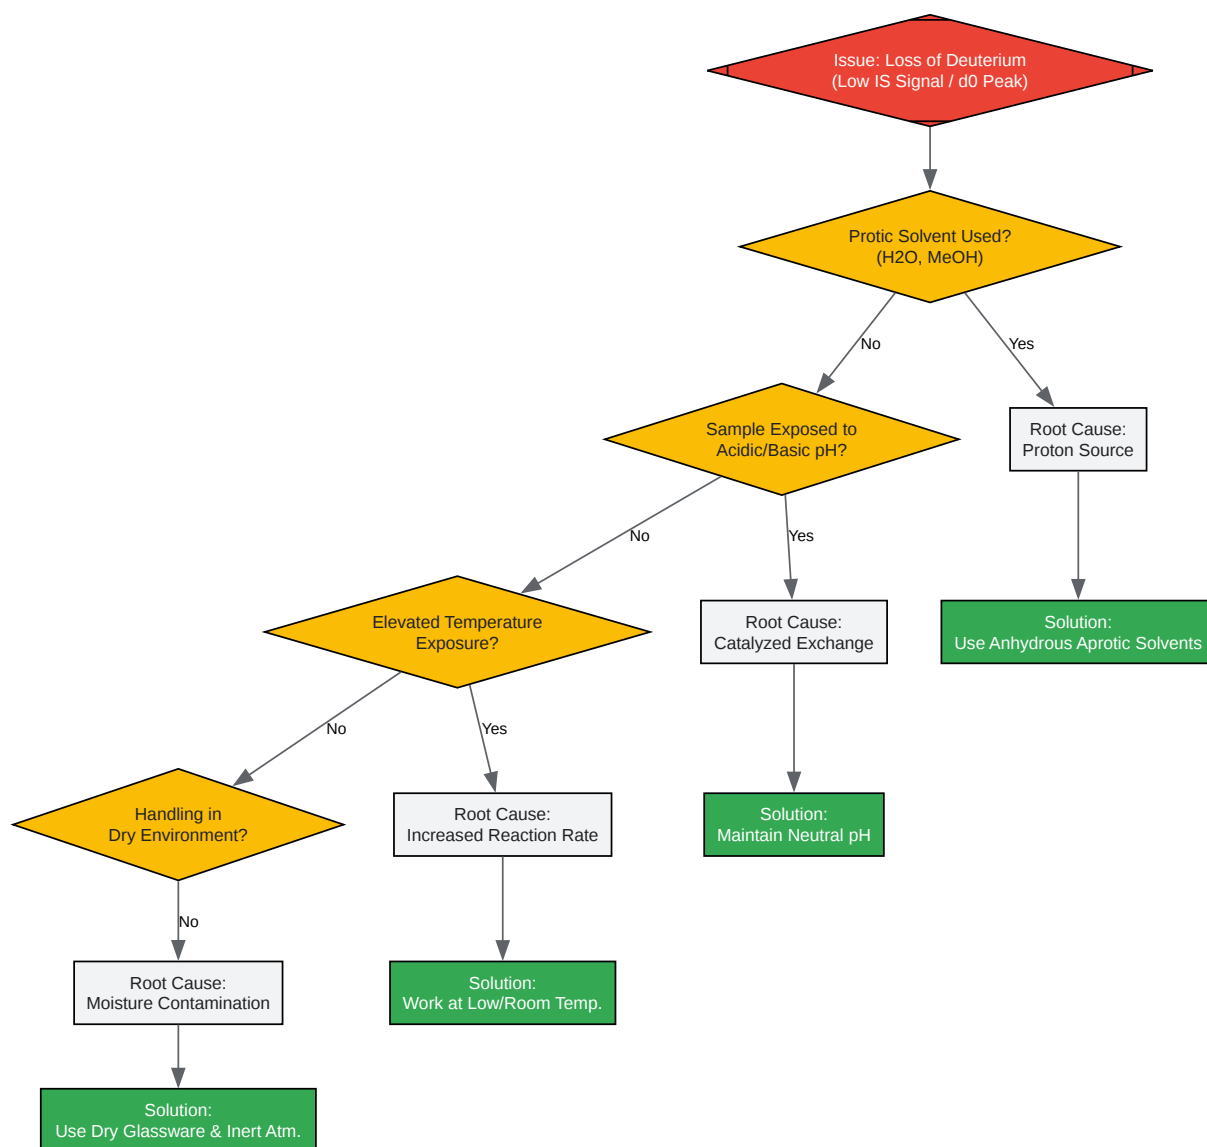 Issue: Loss of Deuterium
(Low IS Signal / d0 Peak)
Protic Solvent Used?
(H2O, MeOH)
No
Yes
Sample Exposed to
Acidic/Basic pH?
Root Cause:
Proton Source
No
Yes
Elevated Temperature
Exposure?
Root Cause:
Catalyzed Exchange
Solution:
Use Anhydrous Aprotic Solvents
No
Yes
Handling in
Dry Environment?
Root Cause:
Increased Reaction Rate
Solution:
Maintain Neutral pH
No
Root Cause:
Moisture Contamination
Solution:
Work at Low/Room Temp.
Solution:
Use Dry Glassware & Inert Atm.